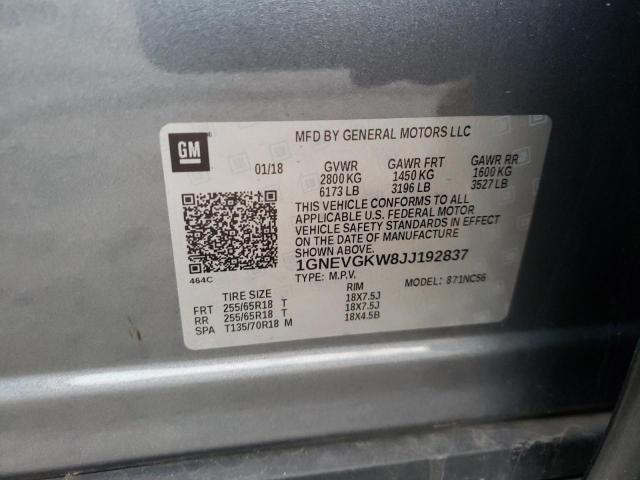 GM
MFD BY GENERAL MOTORS LLC
01/18 GVWR GAWR FRT GAWR RR
2800 KG 1450 KG 1600 KG
6173 LB 3196 LB 3527 LB
THIS VEHICLE CONFORMS TO ALL
APPLICABLE U.S. FEDERAL MOTOR
VEHICLE SAFETY STANDARDS IN EFFECT
ON THE DATE OF MANUFACTURE
SHOWN ABOVE.
1GNEVGKW8JJ192837
464C
TYPE: M.P.V. MODEL: 871NC56
TIRE SIZE RIM
FRT 255/65R18 T 18X7.5J
RR 255/65R18 T 18X7.5J
SPA T135/70R18 M 18X4.5B